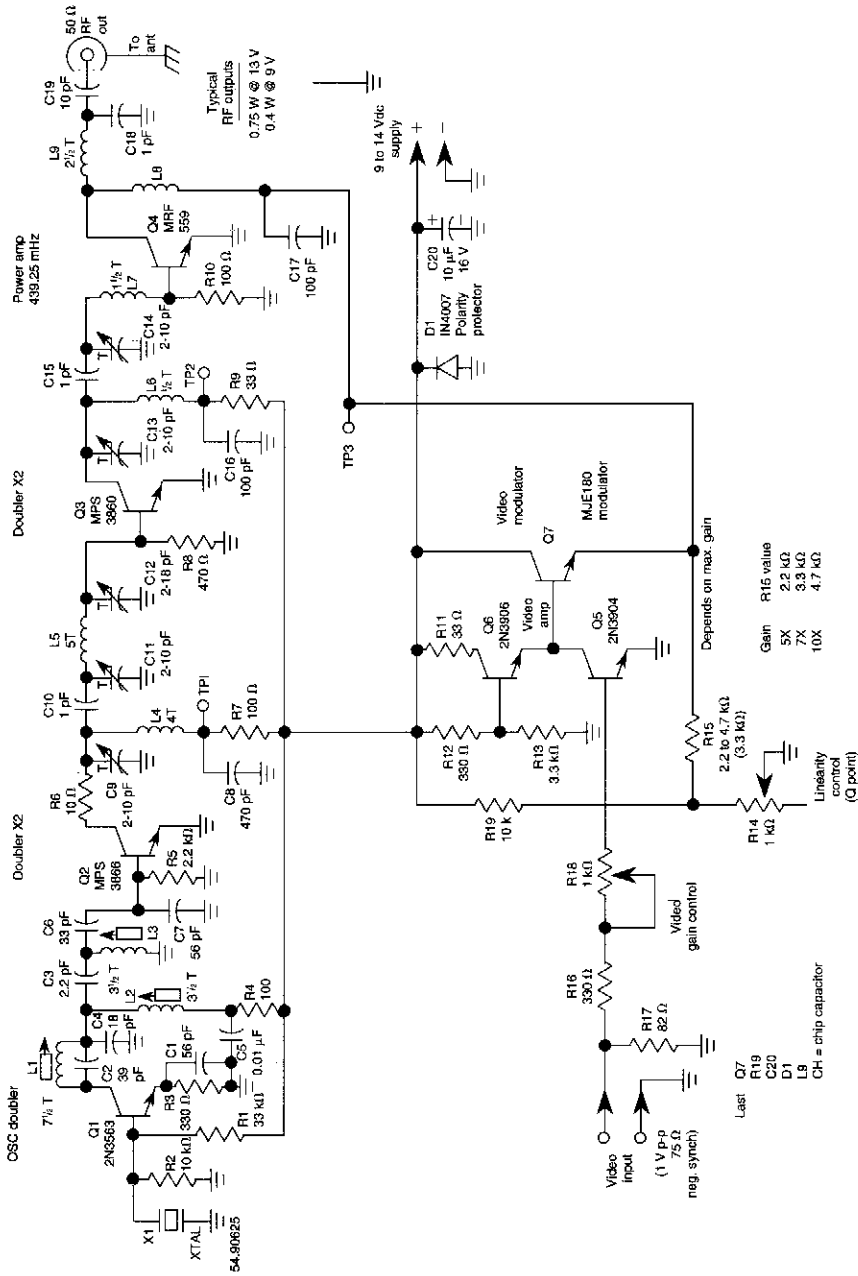 OSC doubler
Doubler X2
Doubler X2
Power amp
439.25 mHz
L1
7½ T
C2
39
pF
C4
18
pF
Q1
2N3563
X1
XTAL
54.90625
R2
10 kΩ
R1
33 kΩ
R3
330 Ω
C1
56 pF
C5
0.01 µF
R4
100
L2
3½ T
C3
2.2 pF
3½ T
L3
C6
33 pF
C7
56 pF
Q2
MPS
3866
R5
2.2 kΩ
R6
10 Ω
T
C9
2-10 pF
L4
4T
TPI
R7
100 Ω
C8
470 pF
C10
1 pF
T
C11
2-10 pF
L5
5T
T
C12
2-18 pF
R8
470 Ω
Q3
MPS
3860
T
C13
2-10 pF
L6
½ T
TP2
R9
33 Ω
C16
100 pF
C15
1 pF
T
C14
2-10 pF
1½ T
L7
R10
100 Ω
Q4
MRF
559
L8
C17
100 pF
L9
2½ T
C18
1 pF
C19
10 pF
50 Ω
RF
out
To
ant
Typical
RF outputs
0.75 W @ 13 V
0.4 W @ 9 V
9 to 14 Vdc
supply
+
−
+
−
C20
10 µF
16 V
D1
IN4007
Polarity
protector
TP3
Video
modulator
MJE180
modulator
Q7
R11
33 Ω
Q6
2N3906
Video
amp
Q5
2N3904
R12
330 Ω
R13
3.3 kΩ
R19
10 k
R18
1 kΩ
Video
gain control
R16
330 Ω
R17
82 Ω
Video
input
(1 V p-p
75 Ω
neg. synch)
R15
2.2 to 4.7 kΩ
(3.3 kΩ)
R14
1 kΩ
Linearity
control
(Q point)
Depends on max. gain
Gain R15 value
5X 2.2 kΩ
7X 3.3 kΩ
10X 4.7 kΩ
Last Q7
R19
C20
D1
L9
CH = chip capacitor